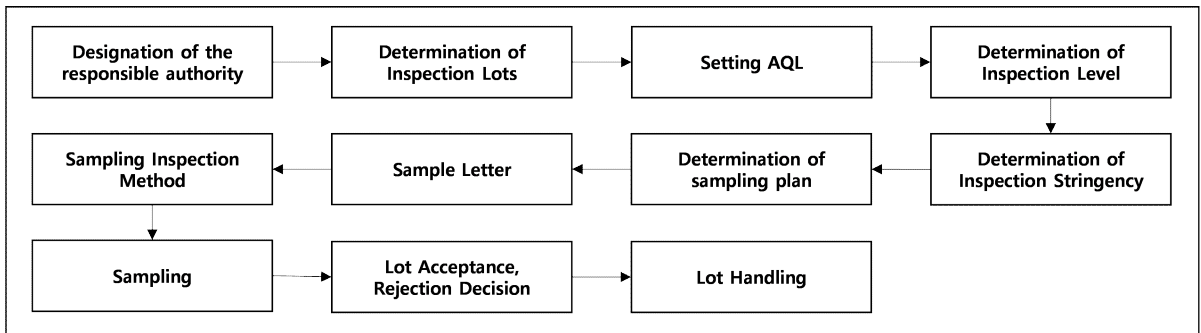 Designation of the
responsible authority
Determination of
Inspection Lots
Setting AQL
Determination of
Inspection Level
Determination of
Inspection Stringency
Determination of
sampling plan
Sample Letter
Sampling Inspection
Method
Sampling
Lot Acceptance,
Rejection Decision
Lot Handling